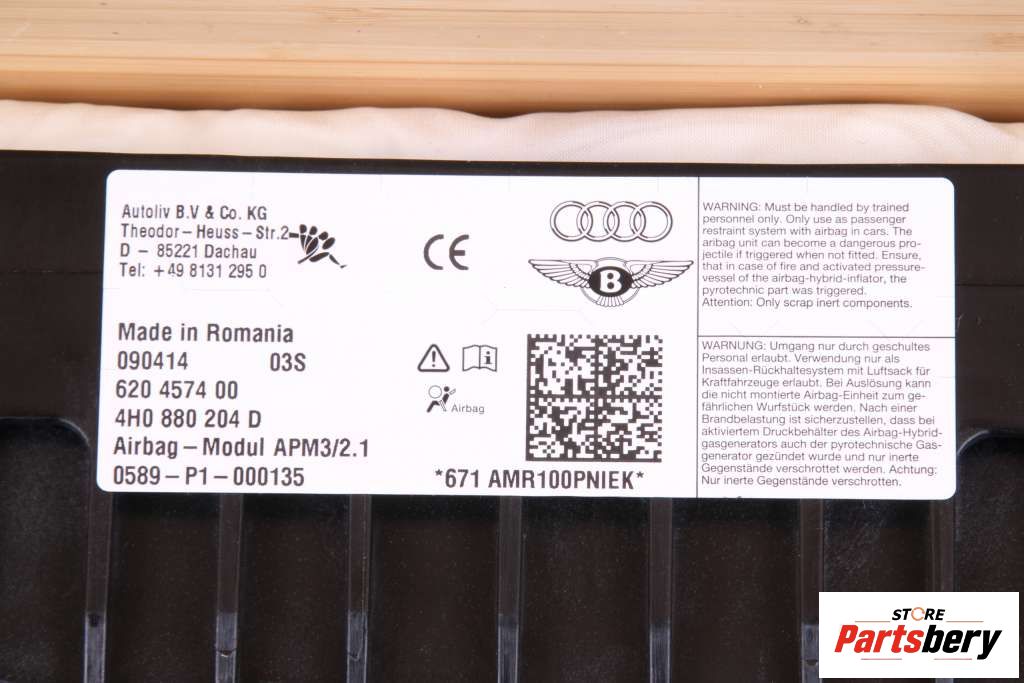 Autoliv B.V & Co. KG
Theodor – Heuss – Str.2
D – 85221 Dachau
Tel: +49 8131 295 0
CE
B
Made in Romania
090414 03S
620 4574 00
4H0 880 204 D
Airbag – Modul APM3/2.1
0589 – P1 – 000135
Airbag
*671 AMR100PNIEK*
WARNING: Must be handled by trained
personnel only. Only use as passenger
restraint system with airbag in cars. The
airbag unit can become a dangerous pro-
jectile if triggered when not fitted. Ensure,
that in case of fire and activated pressure-
vessel of the airbag-hybrid-inflator, the
pyrotechnic part was triggered.
Attention: Only scrap inert components.
WARNUNG: Umgang nur durch geschultes
Personal erlaubt. Verwendung nur als
Insassen-Rückhaltesystem mit Luftsack für
Kraftfahrzeuge erlaubt. Bei Auslösung kann
die nicht montierte Airbag-Einheit zum ge-
fährlichen Wurfstück werden. Nach einer
Brandbelastung ist sicherzustellen, dass bei
aktiviertem Druckbehälter des Airbag-Hybrid-
gasgenerators auch der pyrotechnische Gas-
generator gezündet wurde und nur inerte
Gegenstände verschrottet werden. Achtung:
Nur inerte Gegenstände verschrotten.
STORE
Partsbery